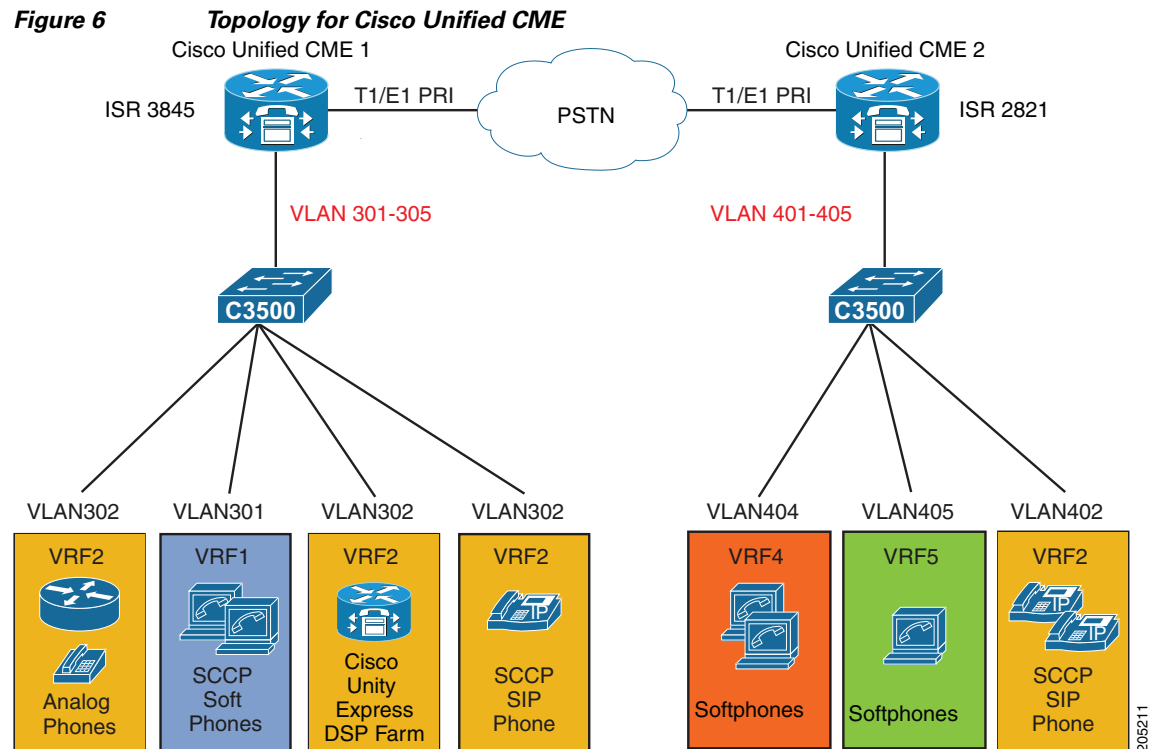 Figure 6 Topology for Cisco Unified CME
Cisco Unified CME 1
Cisco Unified CME 2
ISR 3845
T1/E1 PRI
PSTN
T1/E1 PRI
ISR 2821
VLAN 301-305
VLAN 401-405
C3500
C3500
VLAN302
VLAN301
VLAN302
VLAN302
VLAN404
VLAN405
VLAN402
VRF2
Analog
Phones
VRF1
SCCP
Soft
Phones
VRF2
Cisco
Unity
Express
DSP Farm
VRF2
IP
SCCP
SIP
Phone
VRF4
Softphones
VRF5
Softphones
VRF2
IP
IP
SCCP
SIP
Phone
205211